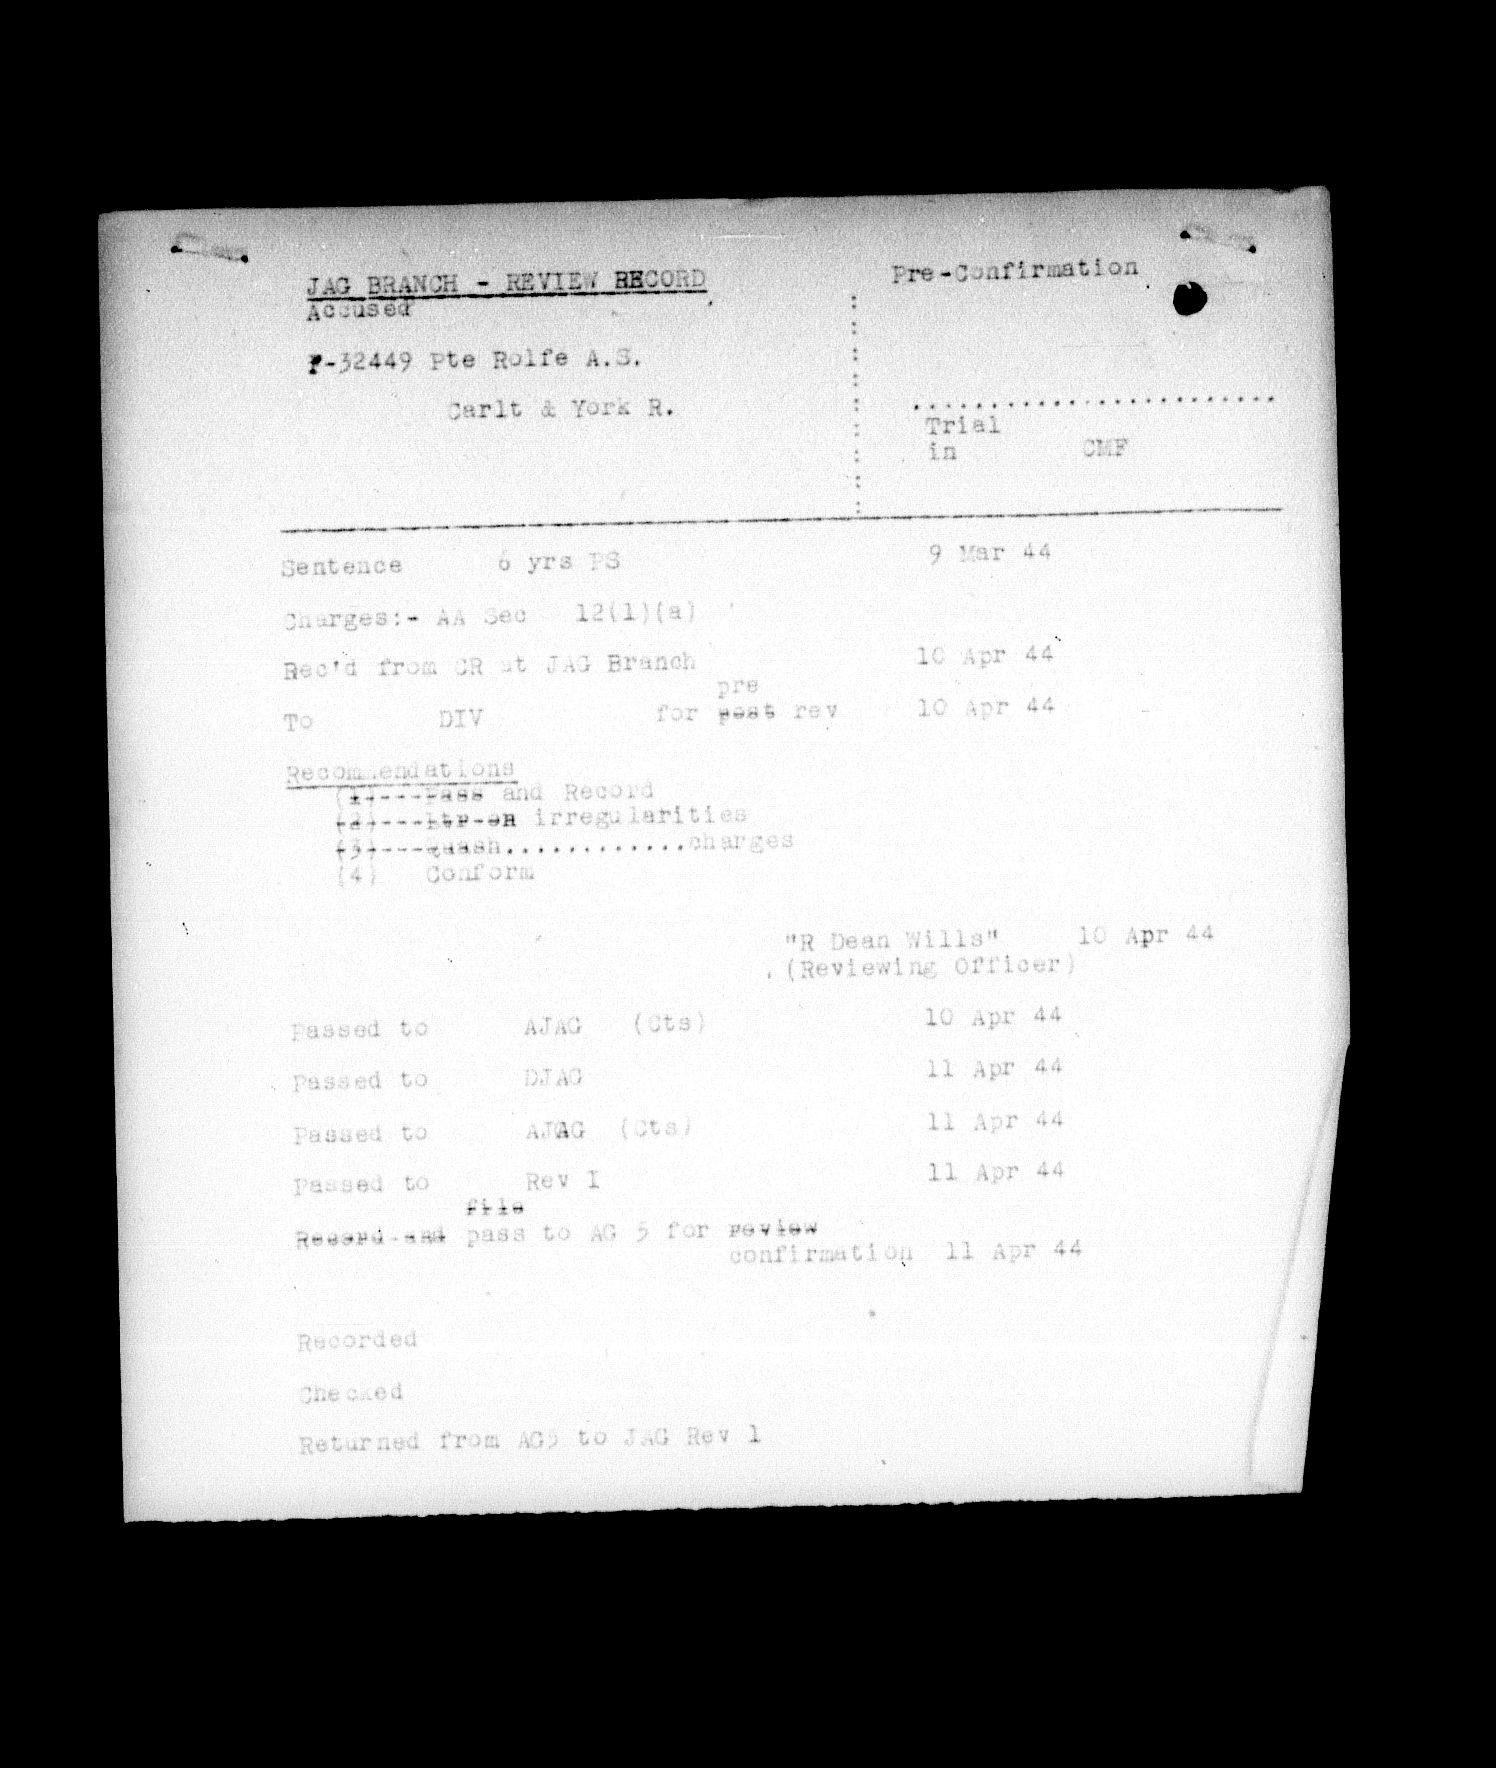 JAG BRANCH - REVIEW RECORD
Pre-Confirmation
Accused
F-32449 Pte Rolfe A.S.
Carlt & York R.
........................
Trial
in CMF
Sentence 6 yrs PS 9 Mar 44
Charges:- AA Sec 12(1)(a)
Rec'd from CR at JAG Branch 10 Apr 44
pre
To DIV for post rev 10 Apr 44
Recommendations
(1)---Pass and Record
(2)---Ltr on irregularities
(3)---Quash............charges
(4) Conform
"R Dean Wills" 10 Apr 44
(Reviewing Officer)
Passed to AJAG (Cts) 10 Apr 44
Passed to DJAG 11 Apr 44
Passed to AJAG (Cts) 11 Apr 44
Passed to Rev I 11 Apr 44
file
Record and pass to AG 5 for review
confirmation 11 Apr 44
Recorded
Checked
Returned from AG5 to JAG Rev 1